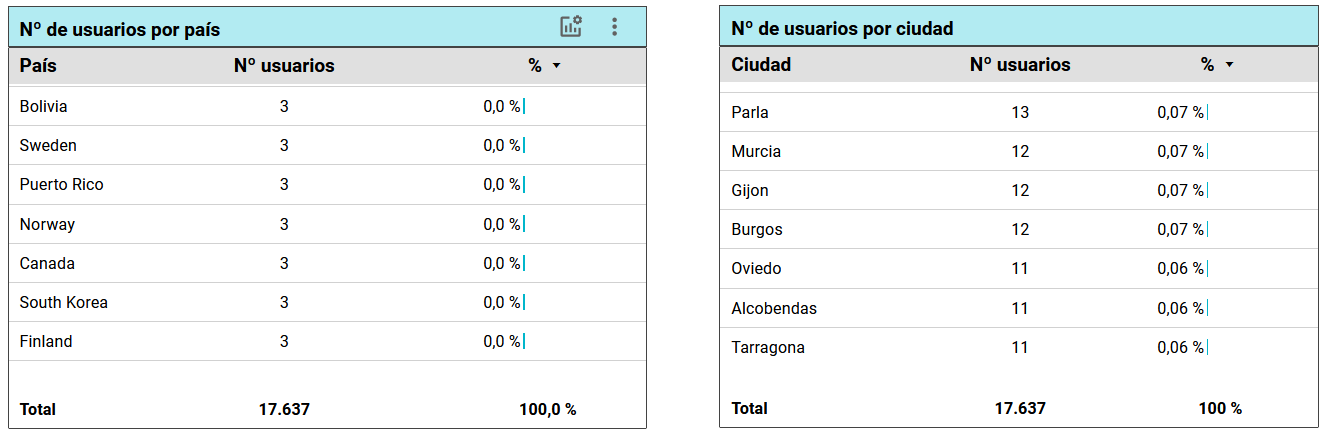 Nº de usuarios por país
País Nº usuarios %
Bolivia 3 0,0 %
Sweden 3 0,0 %
Puerto Rico 3 0,0 %
Norway 3 0,0 %
Canada 3 0,0 %
South Korea 3 0,0 %
Finland 3 0,0 %
Total 17.637 100,0 %
Nº de usuarios por ciudad
Ciudad Nº usuarios %
Parla 13 0,07 %
Murcia 12 0,07 %
Gijon 12 0,07 %
Burgos 12 0,07 %
Oviedo 11 0,06 %
Alcobendas 11 0,06 %
Tarragona 11 0,06 %
Total 17.637 100 %